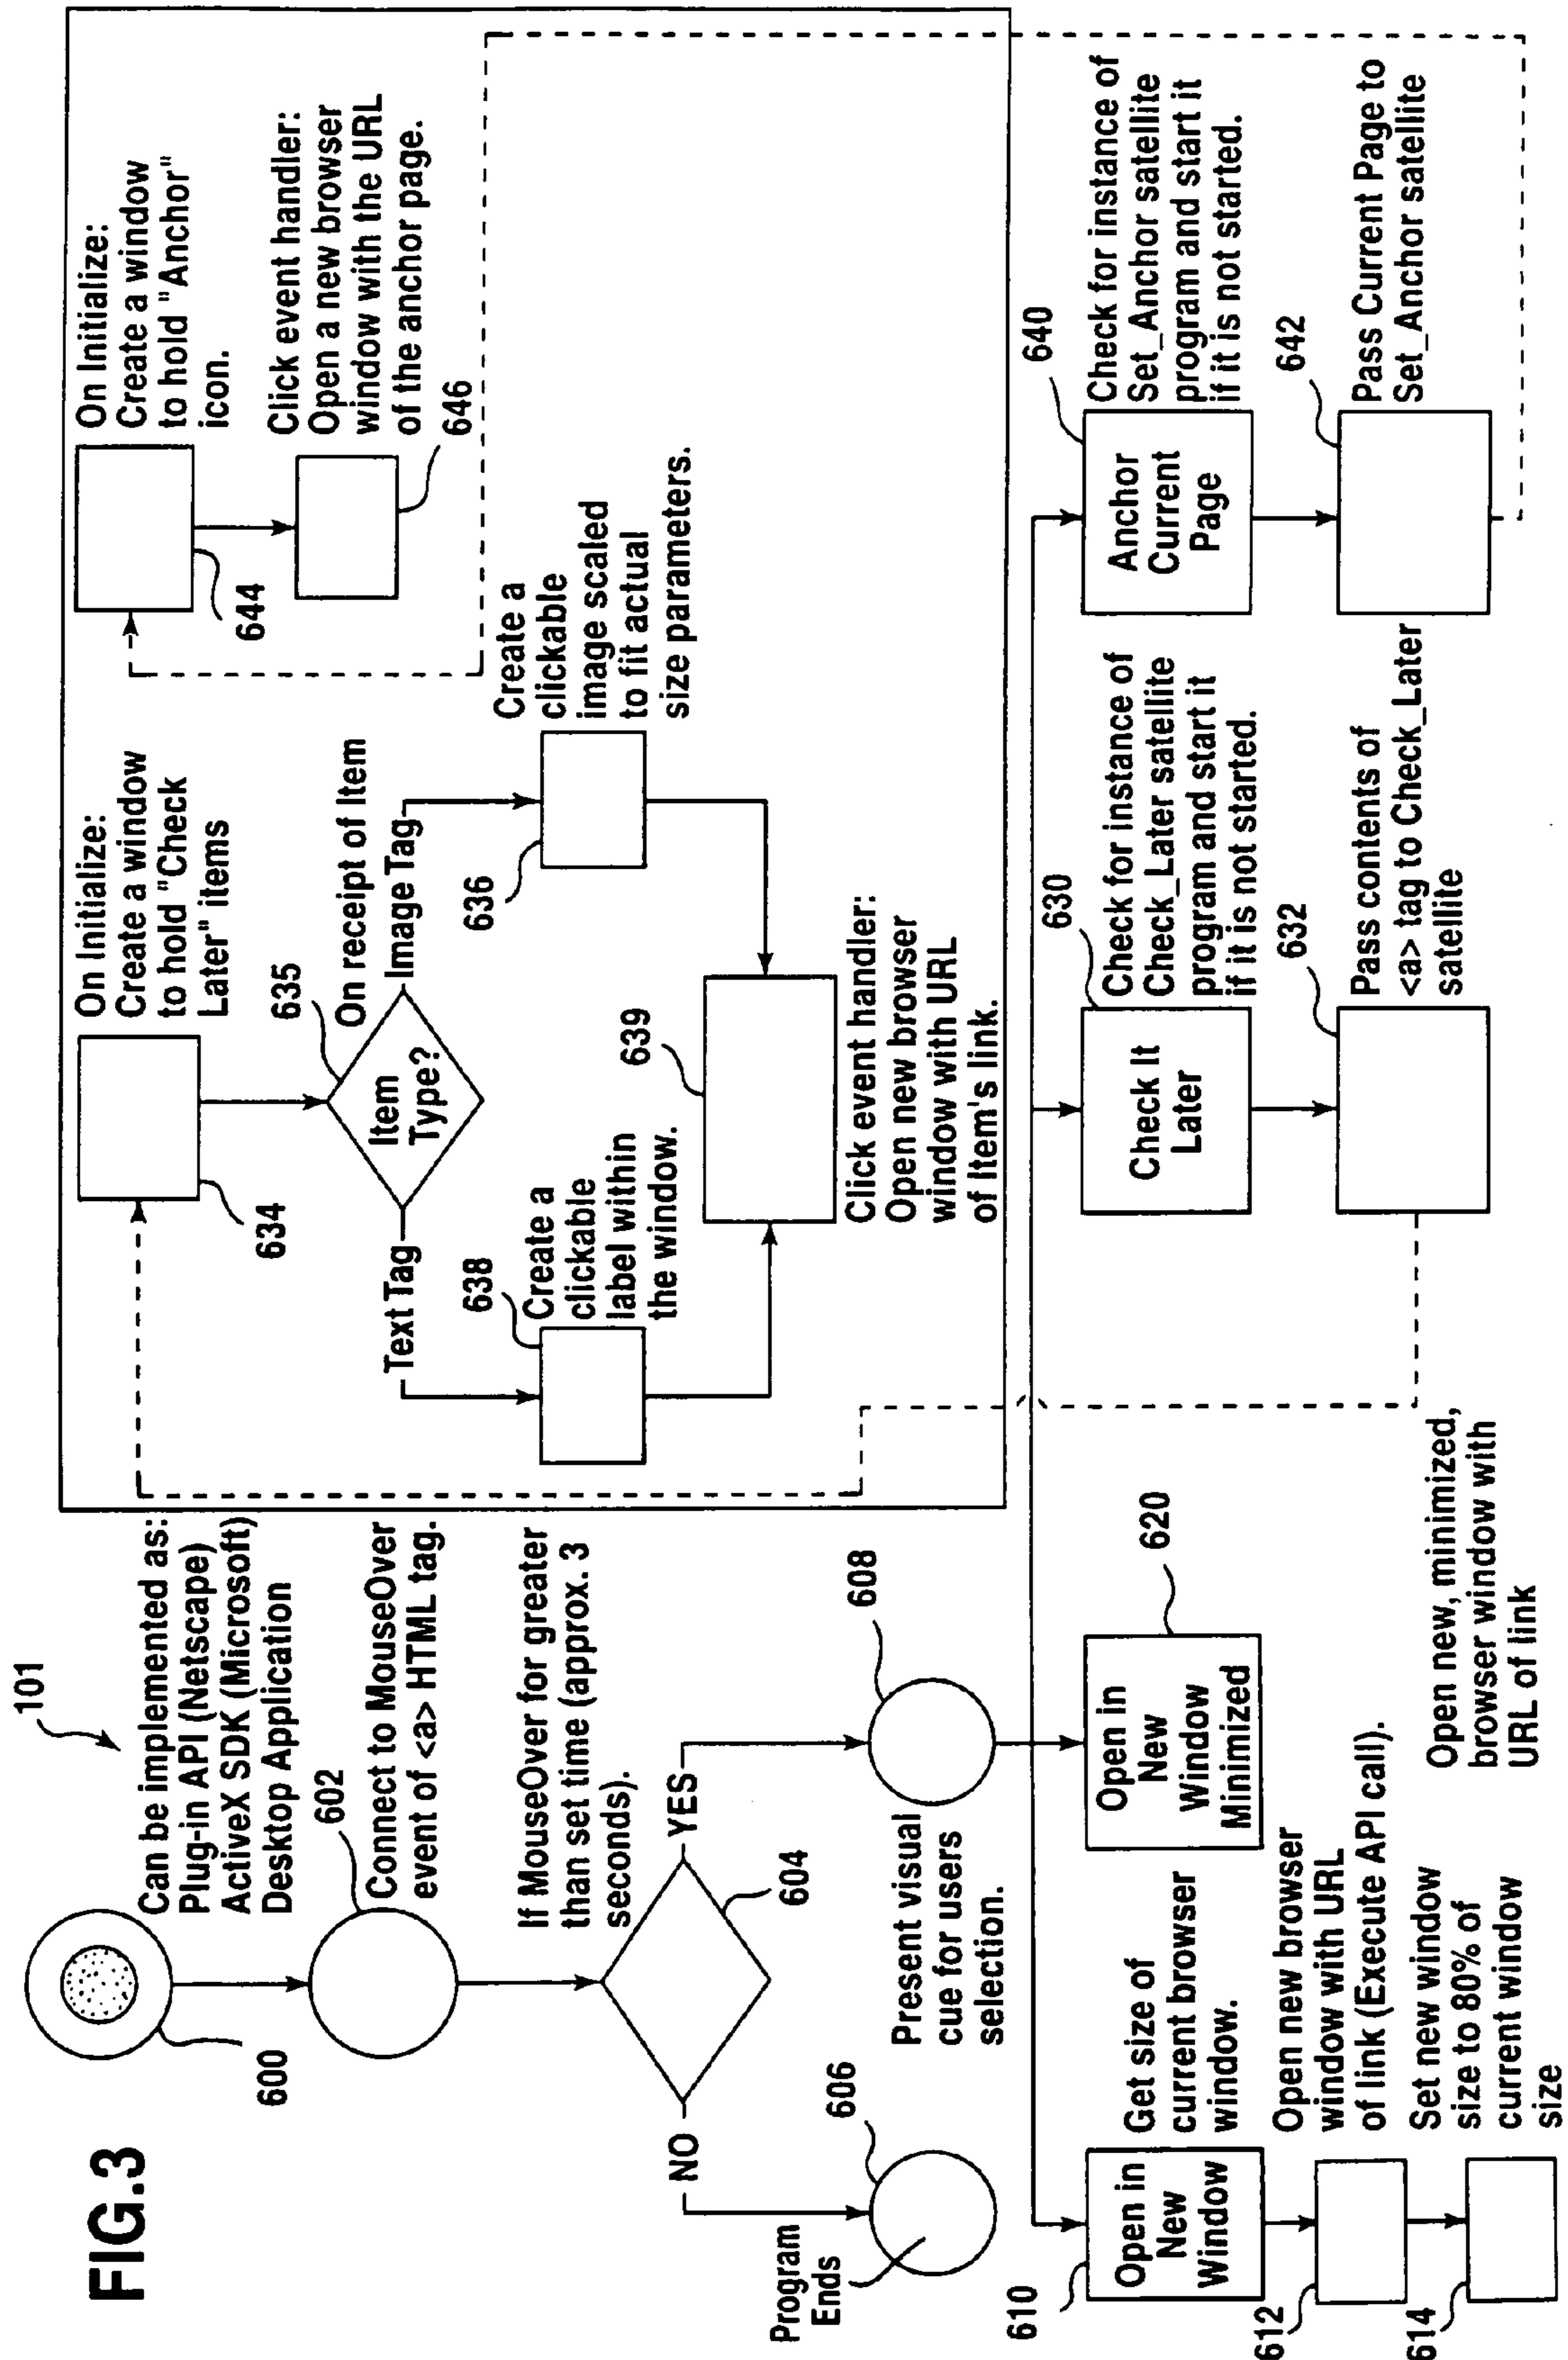 FIG.3
101
Can be implemented as:
Plug-in API (Netscape)
ActiveX SDK (Microsoft)
Desktop Application
600
602
Connect to MouseOver
event of <a> HTML tag.
If MouseOver for greater
than set time (approx. 3
seconds).
604
NO
YES
606
Program
Ends
608
Present visual
cue for users
selection.
610
Open in
New
Window
Get size of
current browser
window.
612
Open new browser
window with URL
of link (Execute API call).
614
Set new window
size to 80% of
current window
size
620
Open in
New
Window
Minimized
Open new, minimized,
browser window with
URL of link
630
Check It
Later
Check for instance of
Check_Later satellite
program and start it
if it is not started.
632
Pass contents of
<a> tag to Check_Later
satellite
640
Anchor
Current
Page
Check for instance of
Set_Anchor satellite
program and start it
if it is not started.
642
Pass Current Page to
Set_Anchor satellite
634
On Initialize:
Create a window
to hold "Check
Later" items
635
Item
Type?
On receipt of Item
Text Tag
Image Tag
638
Create a
clickable
label within
the window.
636
Create a
clickable
image scaled
to fit actual
size parameters.
639
Click event handler:
Open new browser
window with URL
of Item's link.
644
On Initialize:
Create a window
to hold "Anchor"
icon.
646
Click event handler:
Open a new browser
window with the URL
of the anchor page.